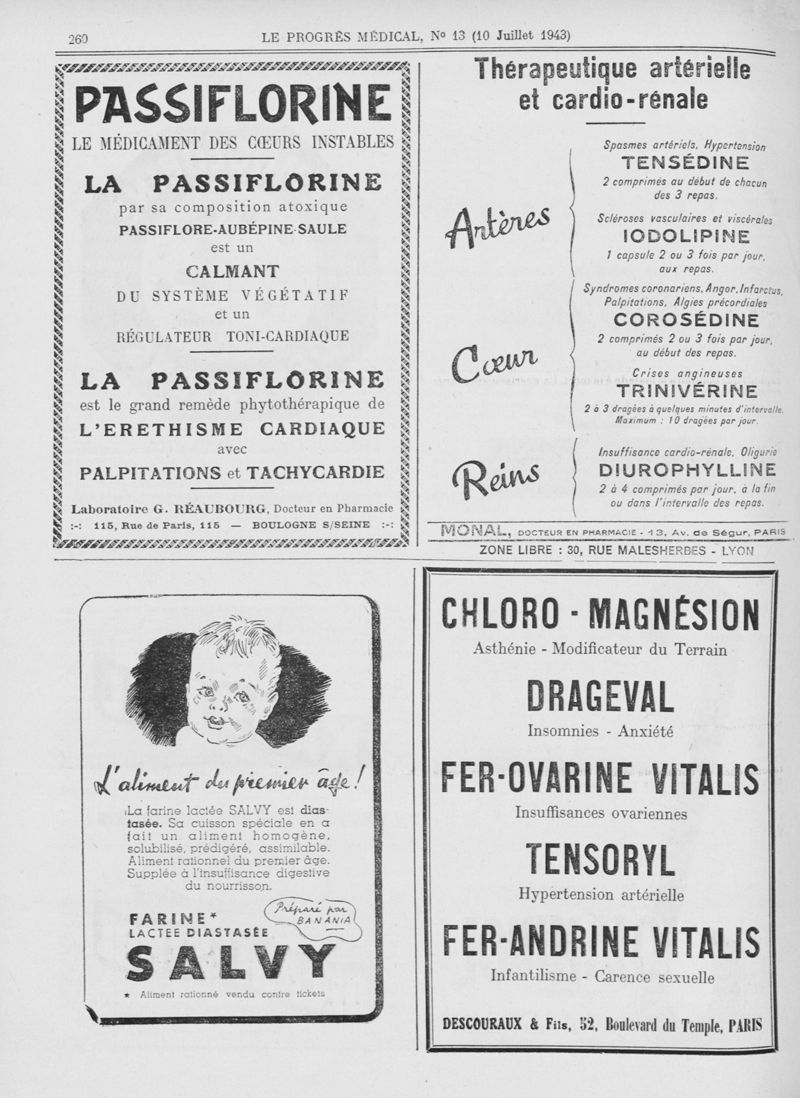 260
LE PROGRÈS MÉDICAL, No 13 (10 Juillet 1943)
PASSIFLORINE
LE MÉDICAMENT DES CŒURS INSTABLES
LA PASSIFLORINE
par sa composition atoxique
PASSIFLORE-AUBÉPINE-SAULE
est un
CALMANT
DU SYSTÈME VÉGÉTATIF
et un
RÉGULATEUR TONI-CARDIAQUE
LA PASSIFLORINE
est le grand remède phytothérapique de
L'ERETHISME CARDIAQUE
avec
PALPITATIONS et TACHYCARDIE
Laboratoire G. RÉAUBOURG, Docteur en Pharmacie
:-: 115, Rue de Paris, 115 — BOULOGNE S/SEINE :-:
Thérapeutique artérielle
et cardio-rénale
Artères
Spasmes artériels, Hypertension
TENSÉDINE
2 comprimés au début de chacun
des 3 repas.
Scléroses vasculaires et viscérales
IODOLIPINE
1 capsule 2 ou 3 fois par jour,
aux repas.
Cœur
Syndromes coronariens, Angor, Infarctus,
Palpitations, Algies précordiales
COROSÉDINE
2 comprimés 2 ou 3 fois par jour,
au début des repas.
Crises angineuses
TRINIVÉRINE
2 à 3 dragées à quelques minutes d'intervalle.
Maximum : 10 dragées par jour.
Reins
Insuffisance cardio-rénale, Oligurie
DIUROPHYLLINE
2 à 4 comprimés par jour, à la fin
ou dans l'intervalle des repas.
MONAL, DOCTEUR EN PHARMACIE - 13, Av. de Ségur, PARIS
ZONE LIBRE : 30, RUE MALESHERBES - LYON
L'aliment du premier âge !
La farine lactée SALVY est dias-
tasée. Sa cuisson spéciale en a
fait un aliment homogène,
solubilisé, prédigéré, assimilable.
Aliment rationnel du premier âge.
Supplée à l'insuffisance digestive
du nourrisson.
Préparé par
BANANIA
FARINE*
LACTÉE DIASTASÉE
SALVY
* Aliment rationné vendu contre tickets
CHLORO - MAGNÉSION
Asthénie - Modificateur du Terrain
DRAGEVAL
Insomnies - Anxiété
FER-OVARINE VITALIS
Insuffisances ovariennes
TENSORYL
Hypertension artérielle
FER-ANDRINE VITALIS
Infantilisme - Carence sexuelle
DESCOURAUX & Fils, 52, Boulevard du Temple, PARIS